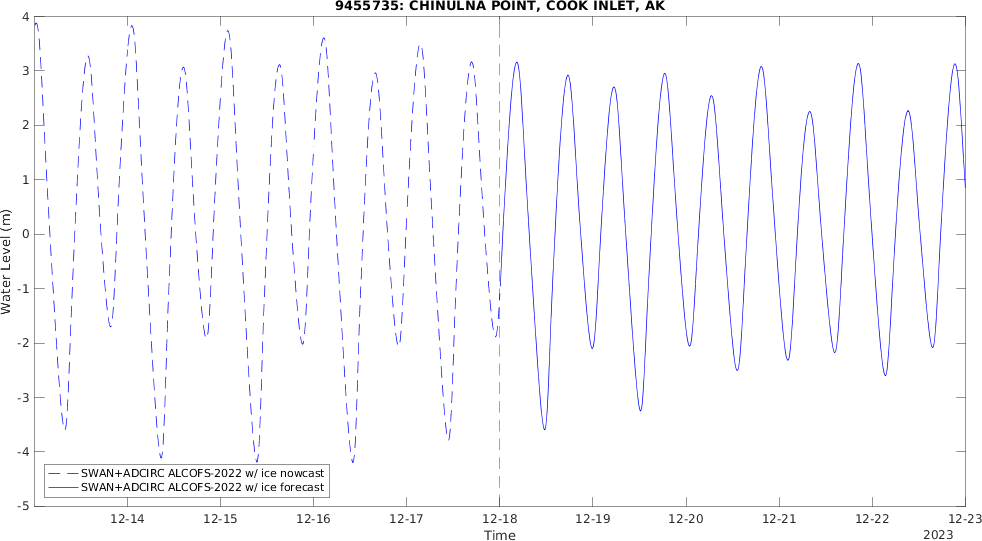 9455735: CHINULNA POINT, COOK INLET, AK
4
3
2
1
0
-1
-2
-3
-4
-5
Water Level (m)
SWAN+ADCIRC ALCOFS-2022 w/ ice nowcast
SWAN+ADCIRC ALCOFS-2022 w/ ice forecast
12-14 12-15 12-16 12-17 12-18 12-19 12-20 12-21 12-22 12-23
Time
2023